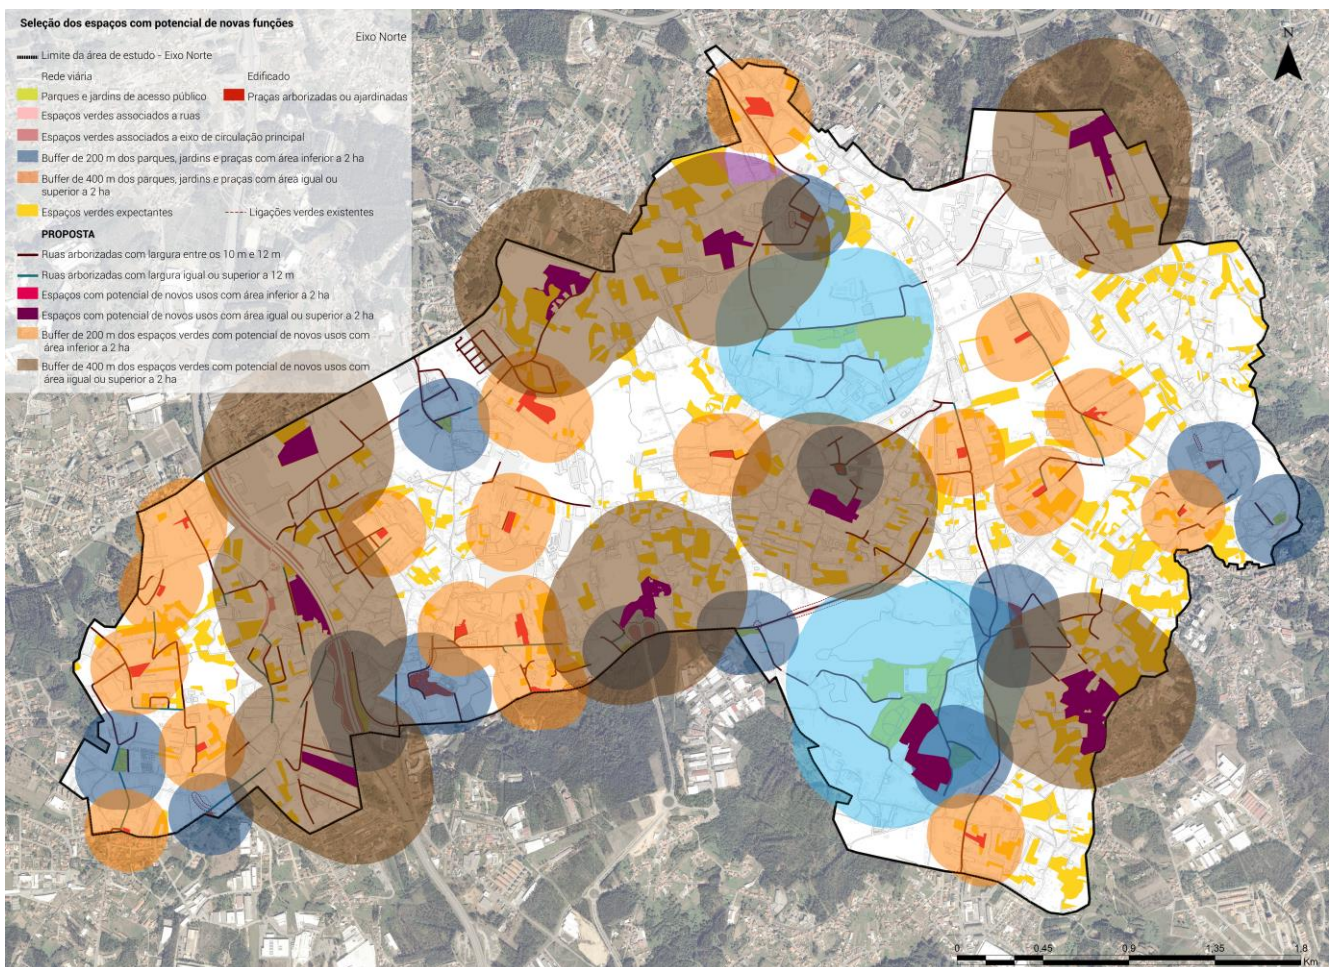 Seleção dos espaços com potencial de novas funções
Eixo Norte
Limite da área de estudo - Eixo Norte
Rede viária
Edificado
Parques e jardins de acesso público
Praças arborizadas ou ajardinadas
Espaços verdes associados a ruas
Espaços verdes associados a eixo de circulação principal
Buffer de 200 m dos parques, jardins e praças com área inferior a 2 ha
Buffer de 400 m dos parques, jardins e praças com área igual ou
superior a 2 ha
Espaços verdes expectantes
Ligações verdes existentes
PROPOSTA
Ruas arborizadas com largura entre os 10 m e 12 m
Ruas arborizadas com largura igual ou superior a 12 m
Espaços com potencial de novos usos com área inferior a 2 ha
Espaços com potencial de novos usos com área igual ou superior a 2 ha
Buffer de 200 m dos espaços verdes com potencial de novos usos com
área inferior a 2 ha
Buffer de 400 m dos espaços verdes com potencial de novos usos com
área iigual ou superior a 2 ha
N
0 0.45 0.9 1.35 1.8
Km